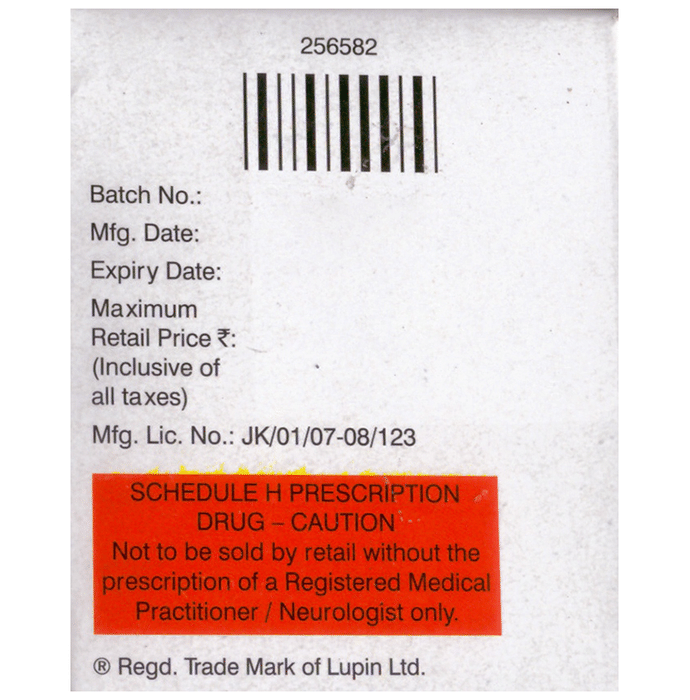 256582
Batch No.:
Mfg. Date:
Expiry Date:
Maximum
Retail Price ₹:
(Inclusive of
all taxes)
Mfg. Lic. No.: JK/01/07-08/123
SCHEDULE H PRESCRIPTION
DRUG – CAUTION
Not to be sold by retail without the
prescription of a Registered Medical
Practitioner / Neurologist only.
® Regd. Trade Mark of Lupin Ltd.